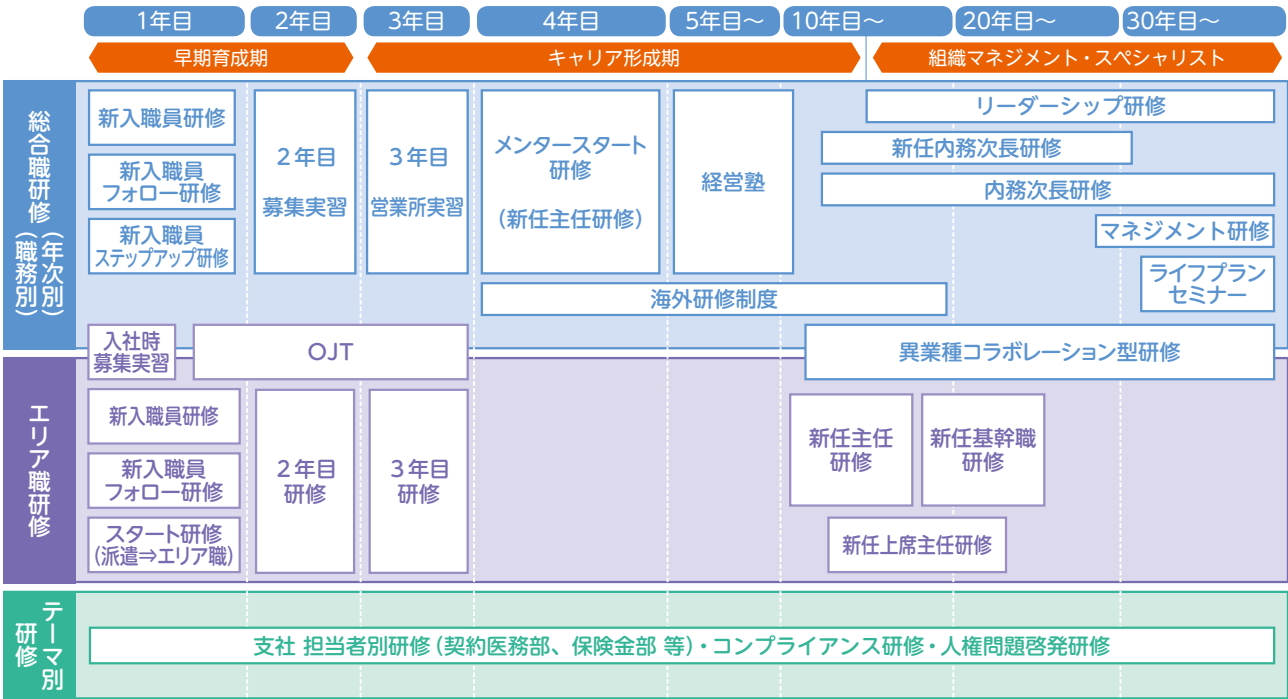 1年目
2年目
3年目
4年目
5年目～
10年目～
20年目～
30年目～
早期育成期
キャリア形成期
組織マネジメント・スペシャリスト
総合職研修（年次別）（職務別）
新入職員研修
新入職員
フォロー研修
新入職員
ステップアップ研修
2年目
募集実習
3年目
営業所実習
メンタースタート
研修
（新任主任研修）
経営塾
リーダーシップ研修
新任内務次長研修
内務次長研修
マネジメント研修
ライフプラン
セミナー
海外研修制度
入社時
募集実習
OJT
異業種コラボレーション型研修
エリア職研修
新入職員研修
新入職員
フォロー研修
スタート研修
(派遣⇒エリア職)
2年目
研修
3年目
研修
新任主任
研修
新任基幹職
研修
新任上席主任研修
テーマ別
研修
支社 担当者別研修（契約医務部、保険金部 等）・コンプライアンス研修・人権問題啓発研修